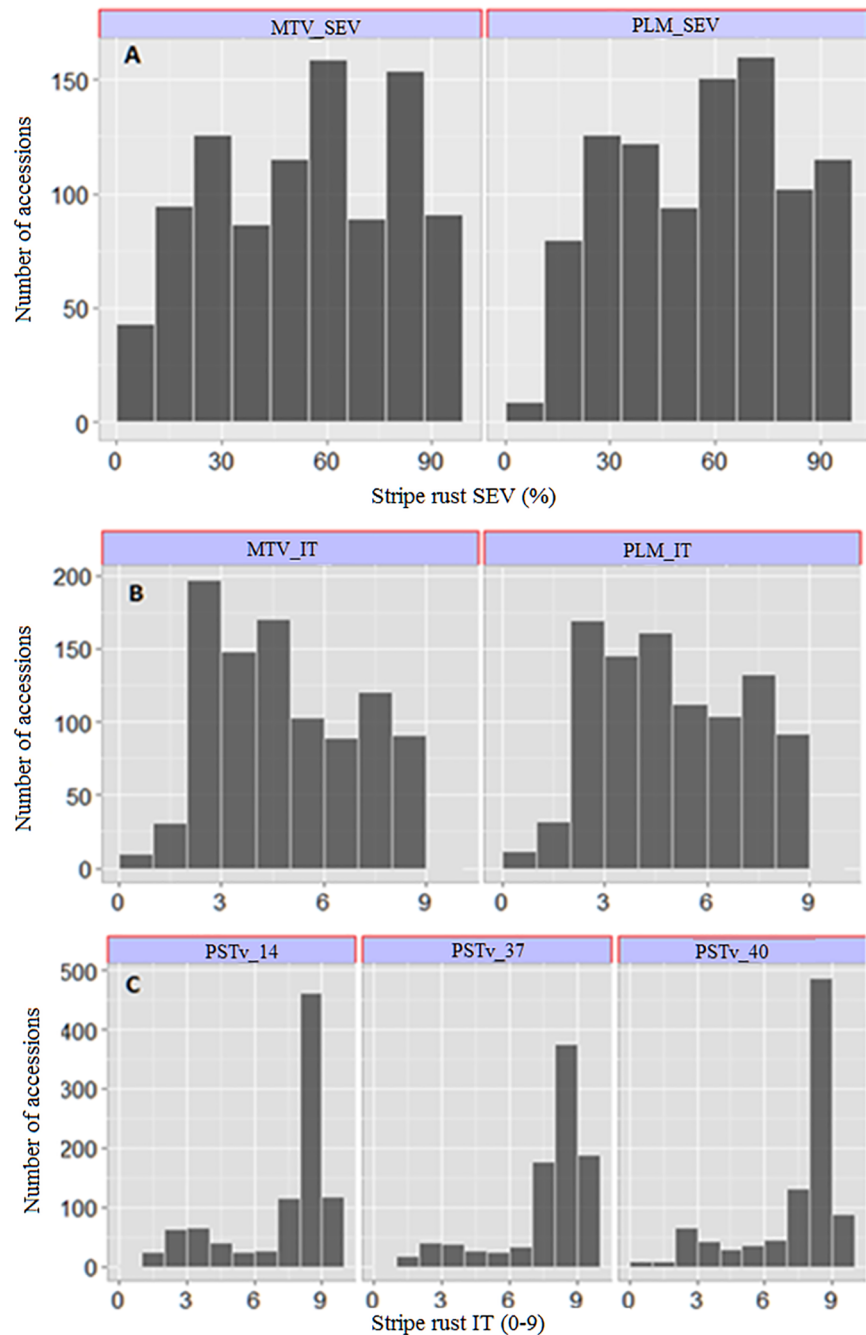 MTV_SEV PLM_SEV
A
Number of accessions
150
100
50
0
0 30 60 90 0 30 60 90
Stripe rust SEV (%)
MTV_IT PLM_IT
B
Number of accessions
200
150
100
50
0
0 3 6 9 0 3 6 9
PSTv_14 PSTv_37 PSTv_40
C
Number of accessions
500
400
300
200
100
0
0 3 6 9 0 3 6 9 0 3 6 9
Stripe rust IT (0-9)